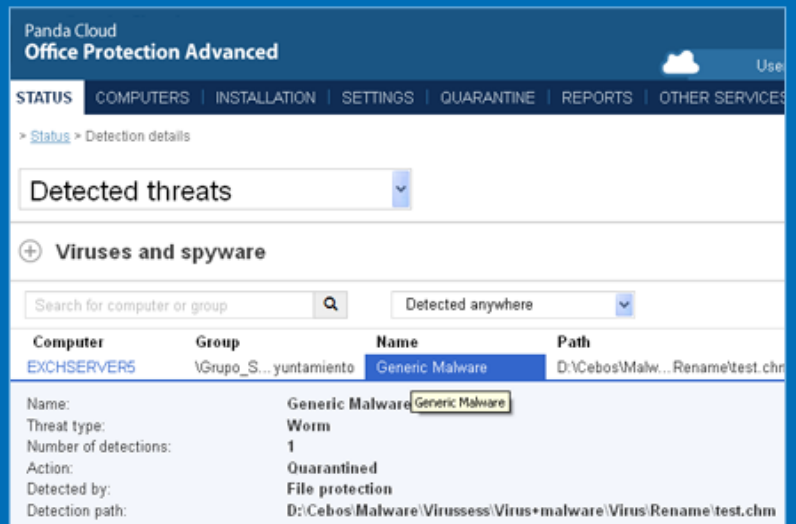 Panda Cloud
Office Protection Advanced
STATUS COMPUTERS | INSTALLATION | SETTINGS | QUARANTINE | REPORTS | OTHER SERVICES
> Status > Detection details
Detected threats
Viruses and spyware
Search for computer or group Detected anywhere
Computer Group Name Path
EXCHSERVER5 \Grupo_S...yuntamiento Generic Malware D:\Cebos\Malw...Rename\test.chm
Name: Generic Malware Generic Malware
Threat type: Worm
Number of detections: 1
Action: Quarantined
Detected by: File protection
Detection path: D:\Cebos\Malware\Virussess\Virus+malware\Virus\Rename\test.chm